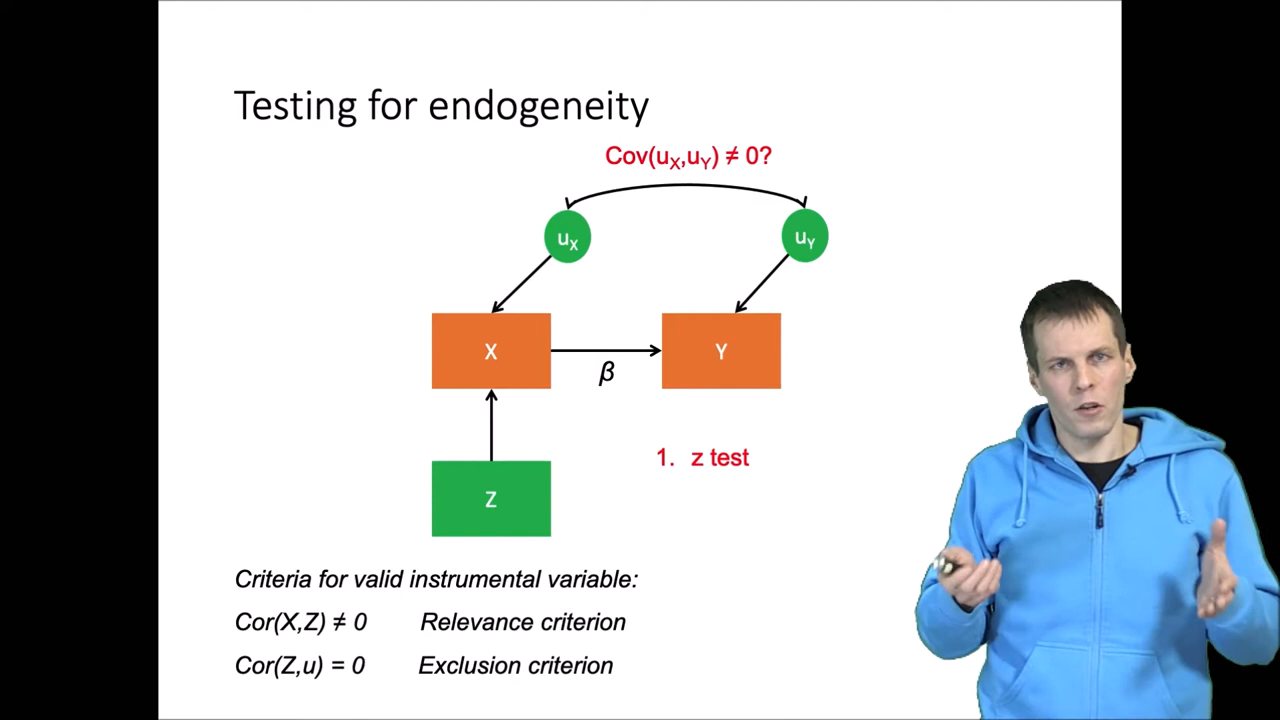 Testing for endogeneity
Cov(uX,uY) ≠ 0?
uX
uY
X
Y
β
1. z test
Z
Criteria for valid instrumental variable:
Cor(X,Z) ≠ 0 Relevance criterion
Cor(Z,u) = 0 Exclusion criterion